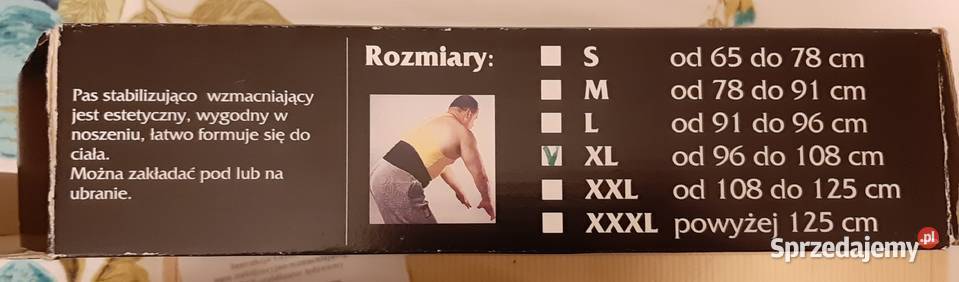 Pas stabilizująco wzmacniający
jest estetyczny, wygodny w
noszeniu, łatwo formuje się do
ciała.
Można zakładać pod lub na
ubranie.
Rozmiary:
S od 65 do 78 cm
M od 78 do 91 cm
L od 91 do 96 cm
XL od 96 do 108 cm
XXL od 108 do 125 cm
XXXL powyżej 125 cm
Sprzedajemy.pl